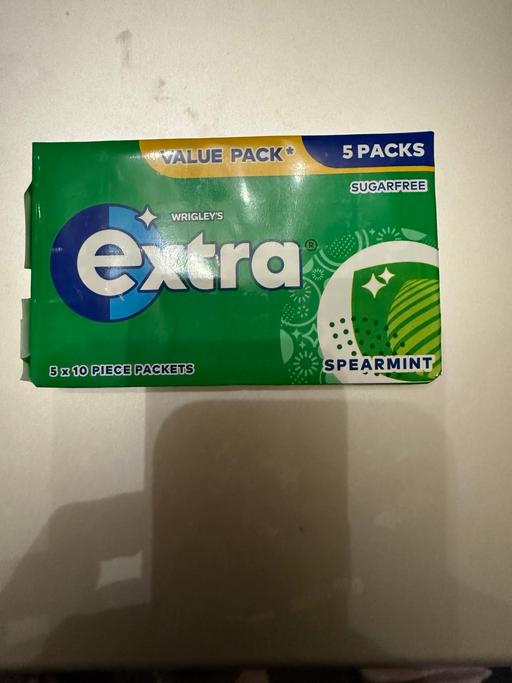 VALUE PACK*
5 PACKS
SUGARFREE
WRIGLEY'S
extra®
5 x 10 PIECE PACKETS
SPEARMINT